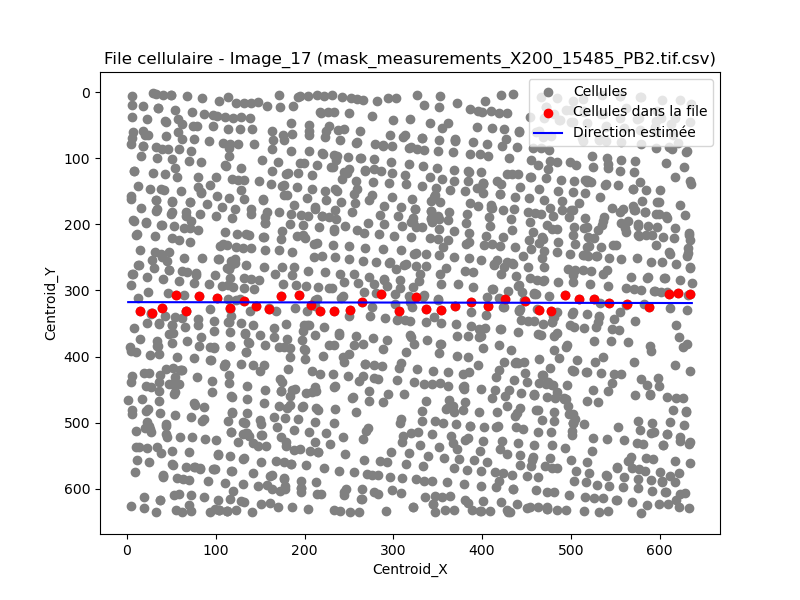 File cellulaire - Image_17 (mask_measurements_X200_15485_PB2.tif.csv)
Cellules
Cellules dans la file
Direction estimée
0
100
200
300
400
500
600
Centroid_Y
0 100 200 300 400 500 600
Centroid_X